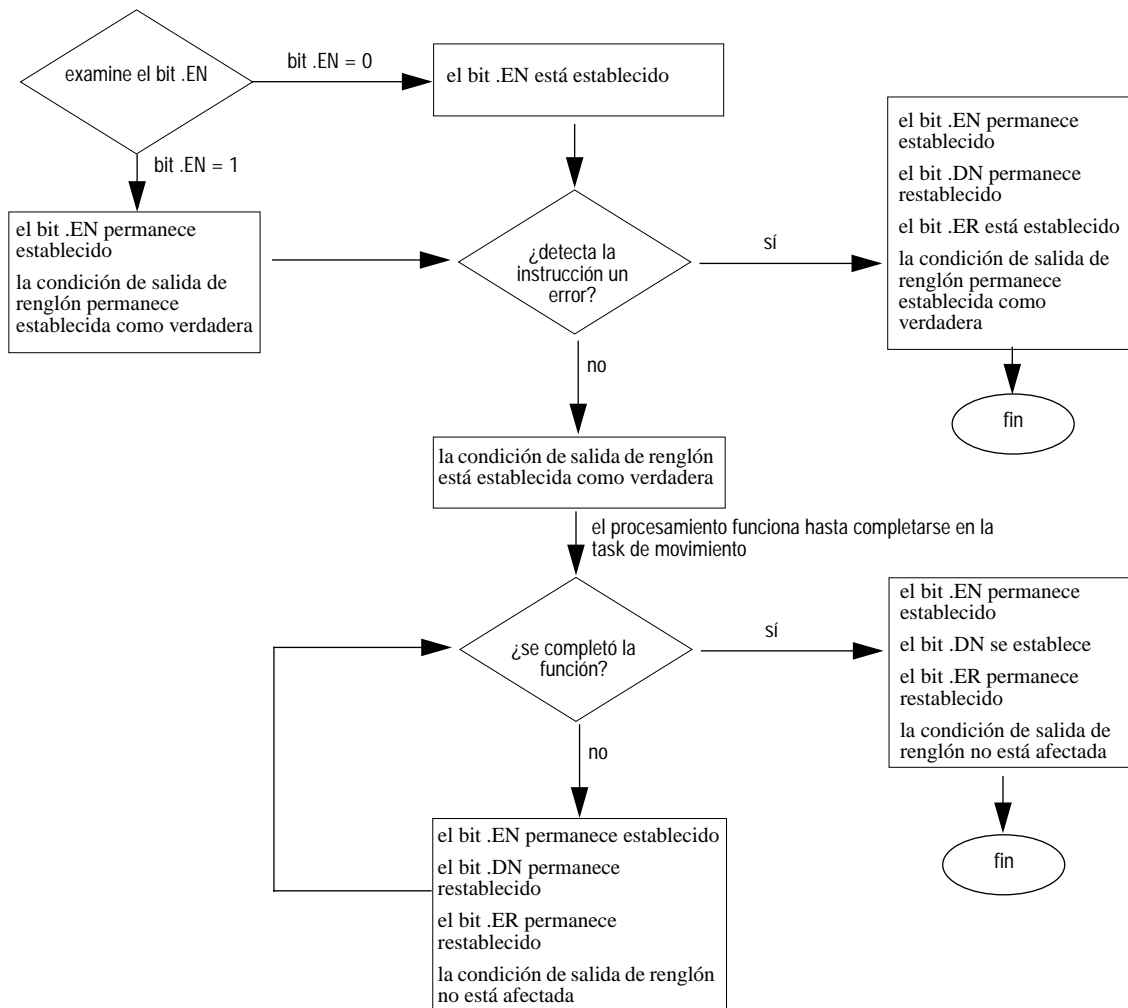 examine el bit .EN
bit .EN = 0
el bit .EN está establecido
bit .EN = 1
el bit .EN permanece
establecido
la condición de salida de
renglón permanece
establecida como verdadera
¿detecta la
instrucción un
error?
sí
el bit .EN permanece
establecido
el bit .DN permanece
restablecido
el bit .ER está establecido
la condición de salida de
renglón permanece
establecida como
verdadera
fin
no
la condición de salida de renglón
está establecida como verdadera
el procesamiento funciona hasta completarse en la
task de movimiento
¿se completó la
función?
sí
el bit .EN permanece
establecido
el bit .DN se establece
el bit .ER permanece
restablecido
la condición de salida de
renglón no está afectada
fin
no
el bit .EN permanece establecido
el bit .DN permanece
restablecido
el bit .ER permanece
restablecido
la condición de salida de renglón
no está afectada